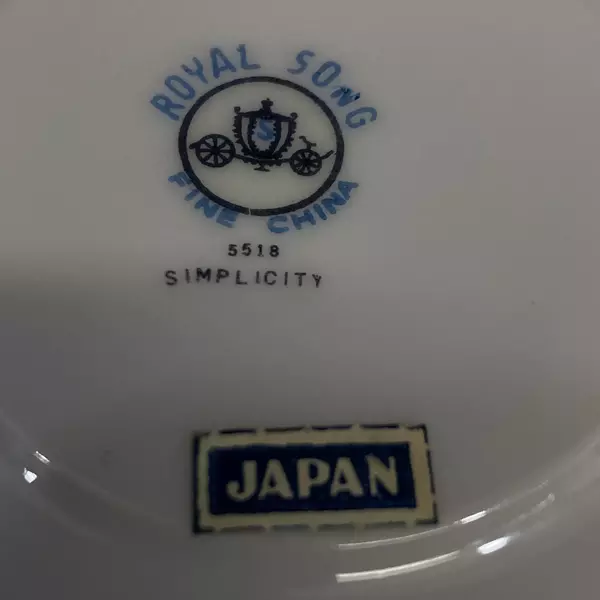 ROYAL SONG
S
FINE CHINA
5518
SIMPLICITY
JAPAN